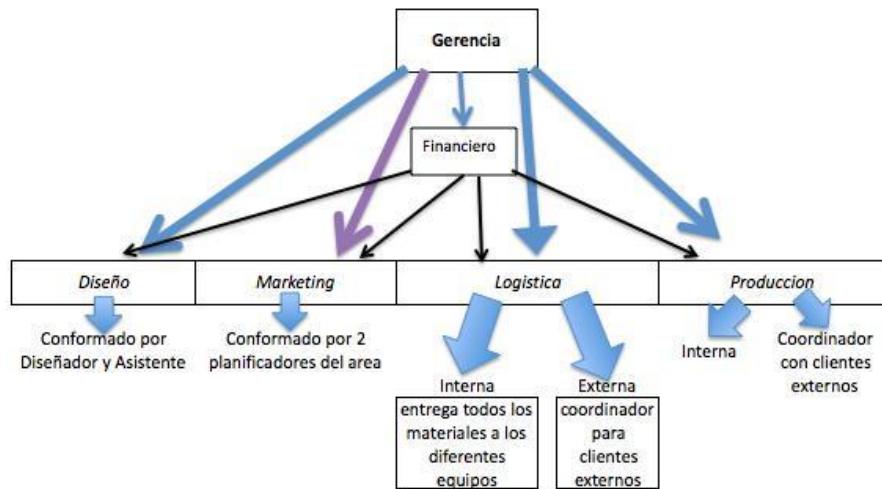 Gerencia
Financiero
Diseño
Marketing
Logistica
Produccion
Conformado por
Diseñador y Asistente
Conformado por 2
planificadores del area
Interna
entrega todos los
materiales a los
diferentes
equipos
Externa
coordinador
para
clientes
externos
Interna
Coordinador
con clientes
externos